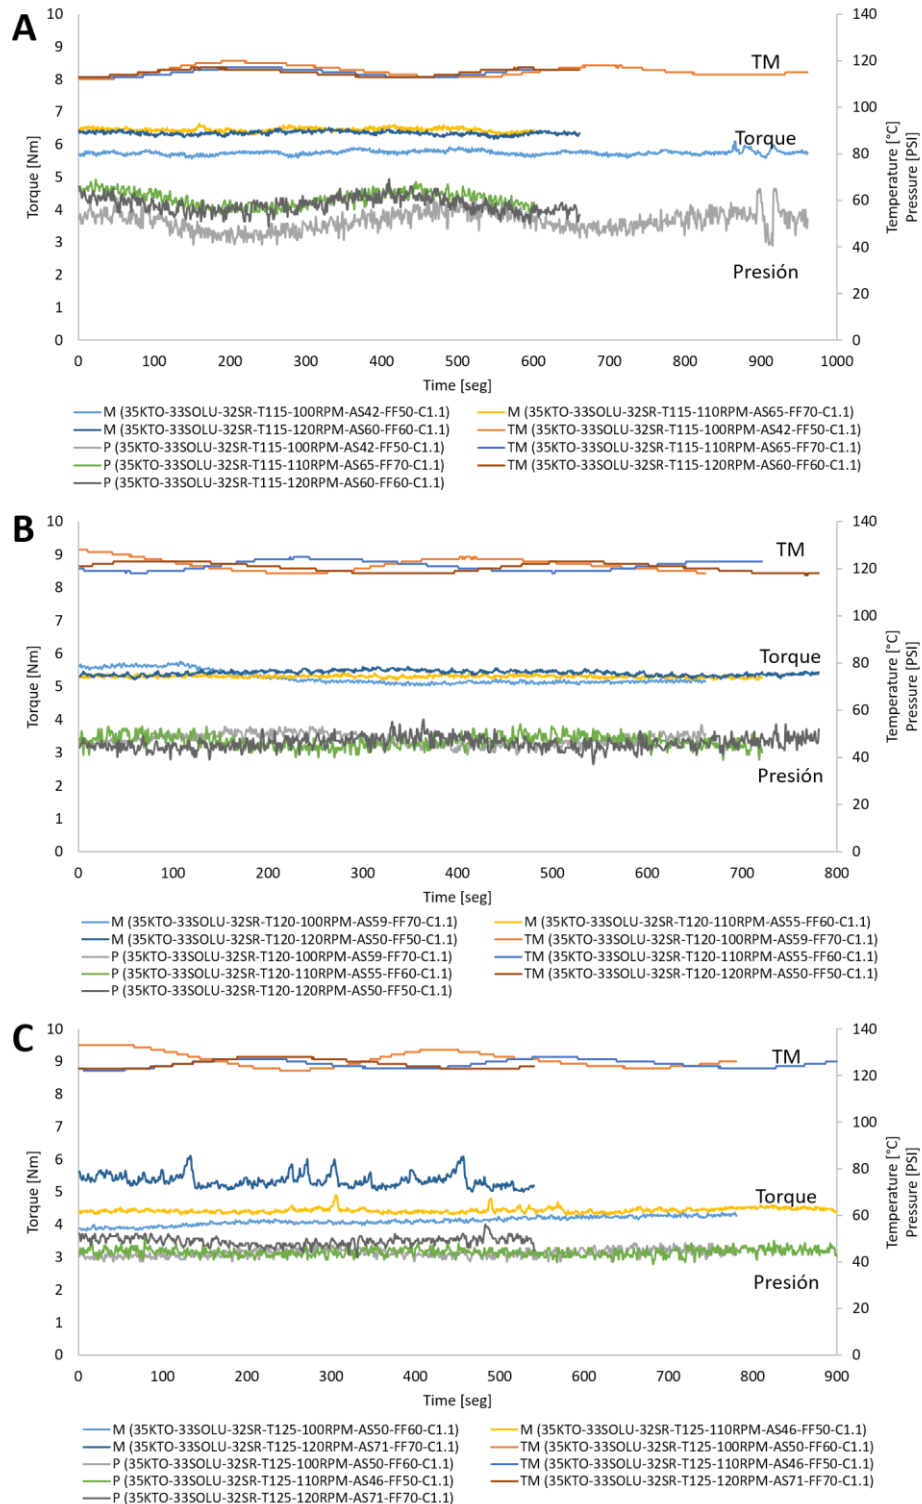 A
10
9
8
7
6
5
4
3
2
1
0
Torque [Nm]
140
120
100
80
60
40
20
0
Temperature [°C]
Pressure [PSI]
TM
Torque
Presión
0 100 200 300 400 500 600 700 800 900 1000
Time [seg]
M (35KTO-33SOLU-32SR-T115-100RPM-AS42-FF50-C1.1) M (35KTO-33SOLU-32SR-T115-110RPM-AS65-FF70-C1.1)
M (35KTO-33SOLU-32SR-T115-120RPM-AS60-FF60-C1.1) TM (35KTO-33SOLU-32SR-T115-100RPM-AS42-FF50-C1.1)
P (35KTO-33SOLU-32SR-T115-100RPM-AS42-FF50-C1.1) TM (35KTO-33SOLU-32SR-T115-110RPM-AS65-FF70-C1.1)
P (35KTO-33SOLU-32SR-T115-110RPM-AS65-FF70-C1.1) TM (35KTO-33SOLU-32SR-T115-120RPM-AS60-FF60-C1.1)
P (35KTO-33SOLU-32SR-T115-120RPM-AS60-FF60-C1.1)
B
10
9
8
7
6
5
4
3
2
1
0
Torque [Nm]
140
120
100
80
60
40
20
0
Temperature [°C]
Pressure [PSI]
TM
Torque
Presión
0 100 200 300 400 500 600 700 800
Time [seg]
M (35KTO-33SOLU-32SR-T120-100RPM-AS59-FF70-C1.1) M (35KTO-33SOLU-32SR-T120-110RPM-AS55-FF60-C1.1)
M (35KTO-33SOLU-32SR-T120-120RPM-AS50-FF50-C1.1) TM (35KTO-33SOLU-32SR-T120-100RPM-AS59-FF70-C1.1)
P (35KTO-33SOLU-32SR-T120-100RPM-AS59-FF70-C1.1) TM (35KTO-33SOLU-32SR-T120-110RPM-AS55-FF60-C1.1)
P (35KTO-33SOLU-32SR-T120-110RPM-AS55-FF60-C1.1) TM (35KTO-33SOLU-32SR-T120-120RPM-AS50-FF50-C1.1)
P (35KTO-33SOLU-32SR-T120-120RPM-AS50-FF50-C1.1)
C
10
9
8
7
6
5
4
3
2
1
0
Torque [Nm]
140
120
100
80
60
40
20
0
Temperature [°C]
Pressure [PSI]
TM
Torque
Presión
0 100 200 300 400 500 600 700 800 900
Time [seg]
M (35KTO-33SOLU-32SR-T125-100RPM-AS50-FF60-C1.1) M (35KTO-33SOLU-32SR-T125-110RPM-AS46-FF50-C1.1)
M (35KTO-33SOLU-32SR-T125-120RPM-AS71-FF70-C1.1) TM (35KTO-33SOLU-32SR-T125-100RPM-AS50-FF60-C1.1)
P (35KTO-33SOLU-32SR-T125-100RPM-AS50-FF60-C1.1) TM (35KTO-33SOLU-32SR-T125-110RPM-AS46-FF50-C1.1)
P (35KTO-33SOLU-32SR-T125-110RPM-AS46-FF50-C1.1) TM (35KTO-33SOLU-32SR-T125-120RPM-AS71-FF70-C1.1)
P (35KTO-33SOLU-32SR-T125-120RPM-AS71-FF70-C1.1)